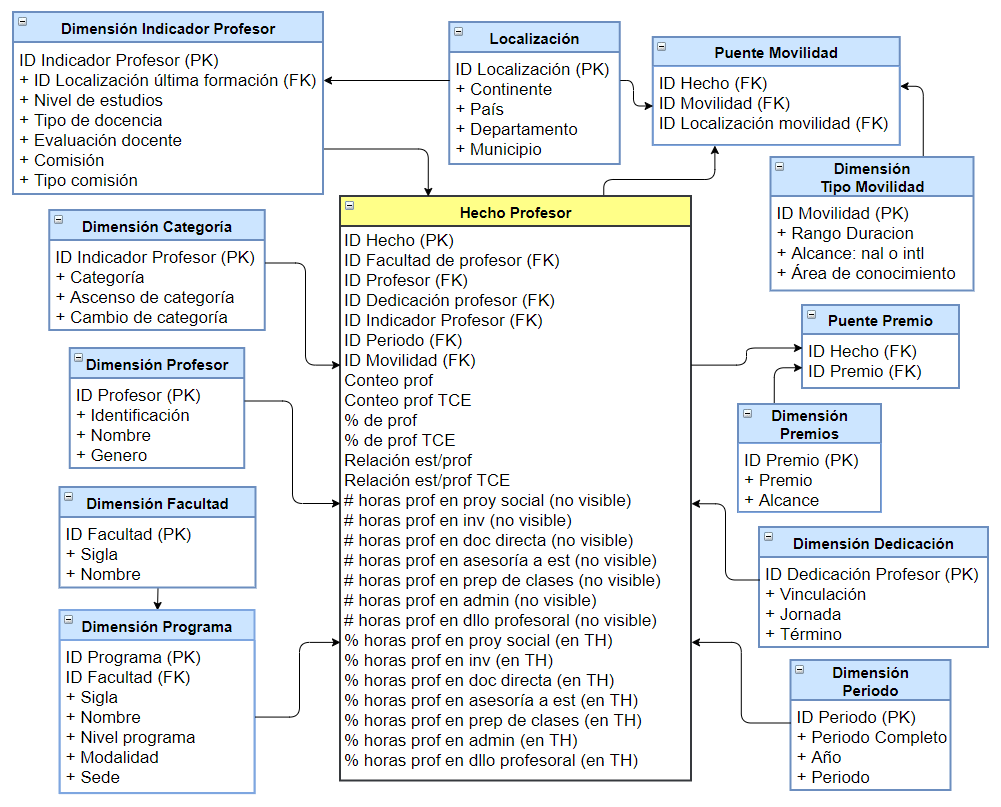 Dimensión Indicador Profesor
ID Indicador Profesor (PK)
+ ID Localización última formación (FK)
+ Nivel de estudios
+ Tipo de docencia
+ Evaluación docente
+ Comisión
+ Tipo comisión
Localización
ID Localización (PK)
+ Continente
+ País
+ Departamento
+ Municipio
Puente Movilidad
ID Hecho (FK)
ID Movilidad (FK)
ID Localización movilidad (FK)
Dimensión
Tipo Movilidad
ID Movilidad (PK)
+ Rango Duracion
+ Alcance: nal o intl
+ Área de conocimiento
Dimensión Categoría
ID Indicador Profesor (PK)
+ Categoría
+ Ascenso de categoría
+ Cambio de categoría
Dimensión Profesor
ID Profesor (PK)
+ Identificación
+ Nombre
+ Genero
Dimensión Facultad
ID Facultad (PK)
+ Sigla
+ Nombre
Dimensión Programa
ID Programa (PK)
ID Facultad (FK)
+ Sigla
+ Nombre
+ Nivel programa
+ Modalidad
+ Sede
Hecho Profesor
ID Hecho (PK)
ID Facultad de profesor (FK)
ID Profesor (FK)
ID Dedicación profesor (FK)
ID Indicador Profesor (FK)
ID Periodo (FK)
ID Movilidad (FK)
Conteo prof
Conteo prof TCE
% de prof
% de prof TCE
Relación est/prof
Relación est/prof TCE
# horas prof en proy social (no visible)
# horas prof en inv (no visible)
# horas prof en doc directa (no visible)
# horas prof en asesoría a est (no visible)
# horas prof en prep de clases (no visible)
# horas prof en admin (no visible)
# horas prof en dllo profesoral (no visible)
% horas prof en proy social (en TH)
% horas prof en inv (en TH)
% horas prof en doc directa (en TH)
% horas prof en asesoría a est (en TH)
% horas prof en prep de clases (en TH)
% horas prof en admin (en TH)
% horas prof en dllo profesoral (en TH)
Puente Premio
ID Hecho (FK)
ID Premio (FK)
Dimensión
Premios
ID Premio (PK)
+ Premio
+ Alcance
Dimensión Dedicación
ID Dedicación Profesor (PK)
+ Vinculación
+ Jornada
+ Término
Dimensión
Periodo
ID Periodo (PK)
+ Periodo Completo
+ Año
+ Periodo